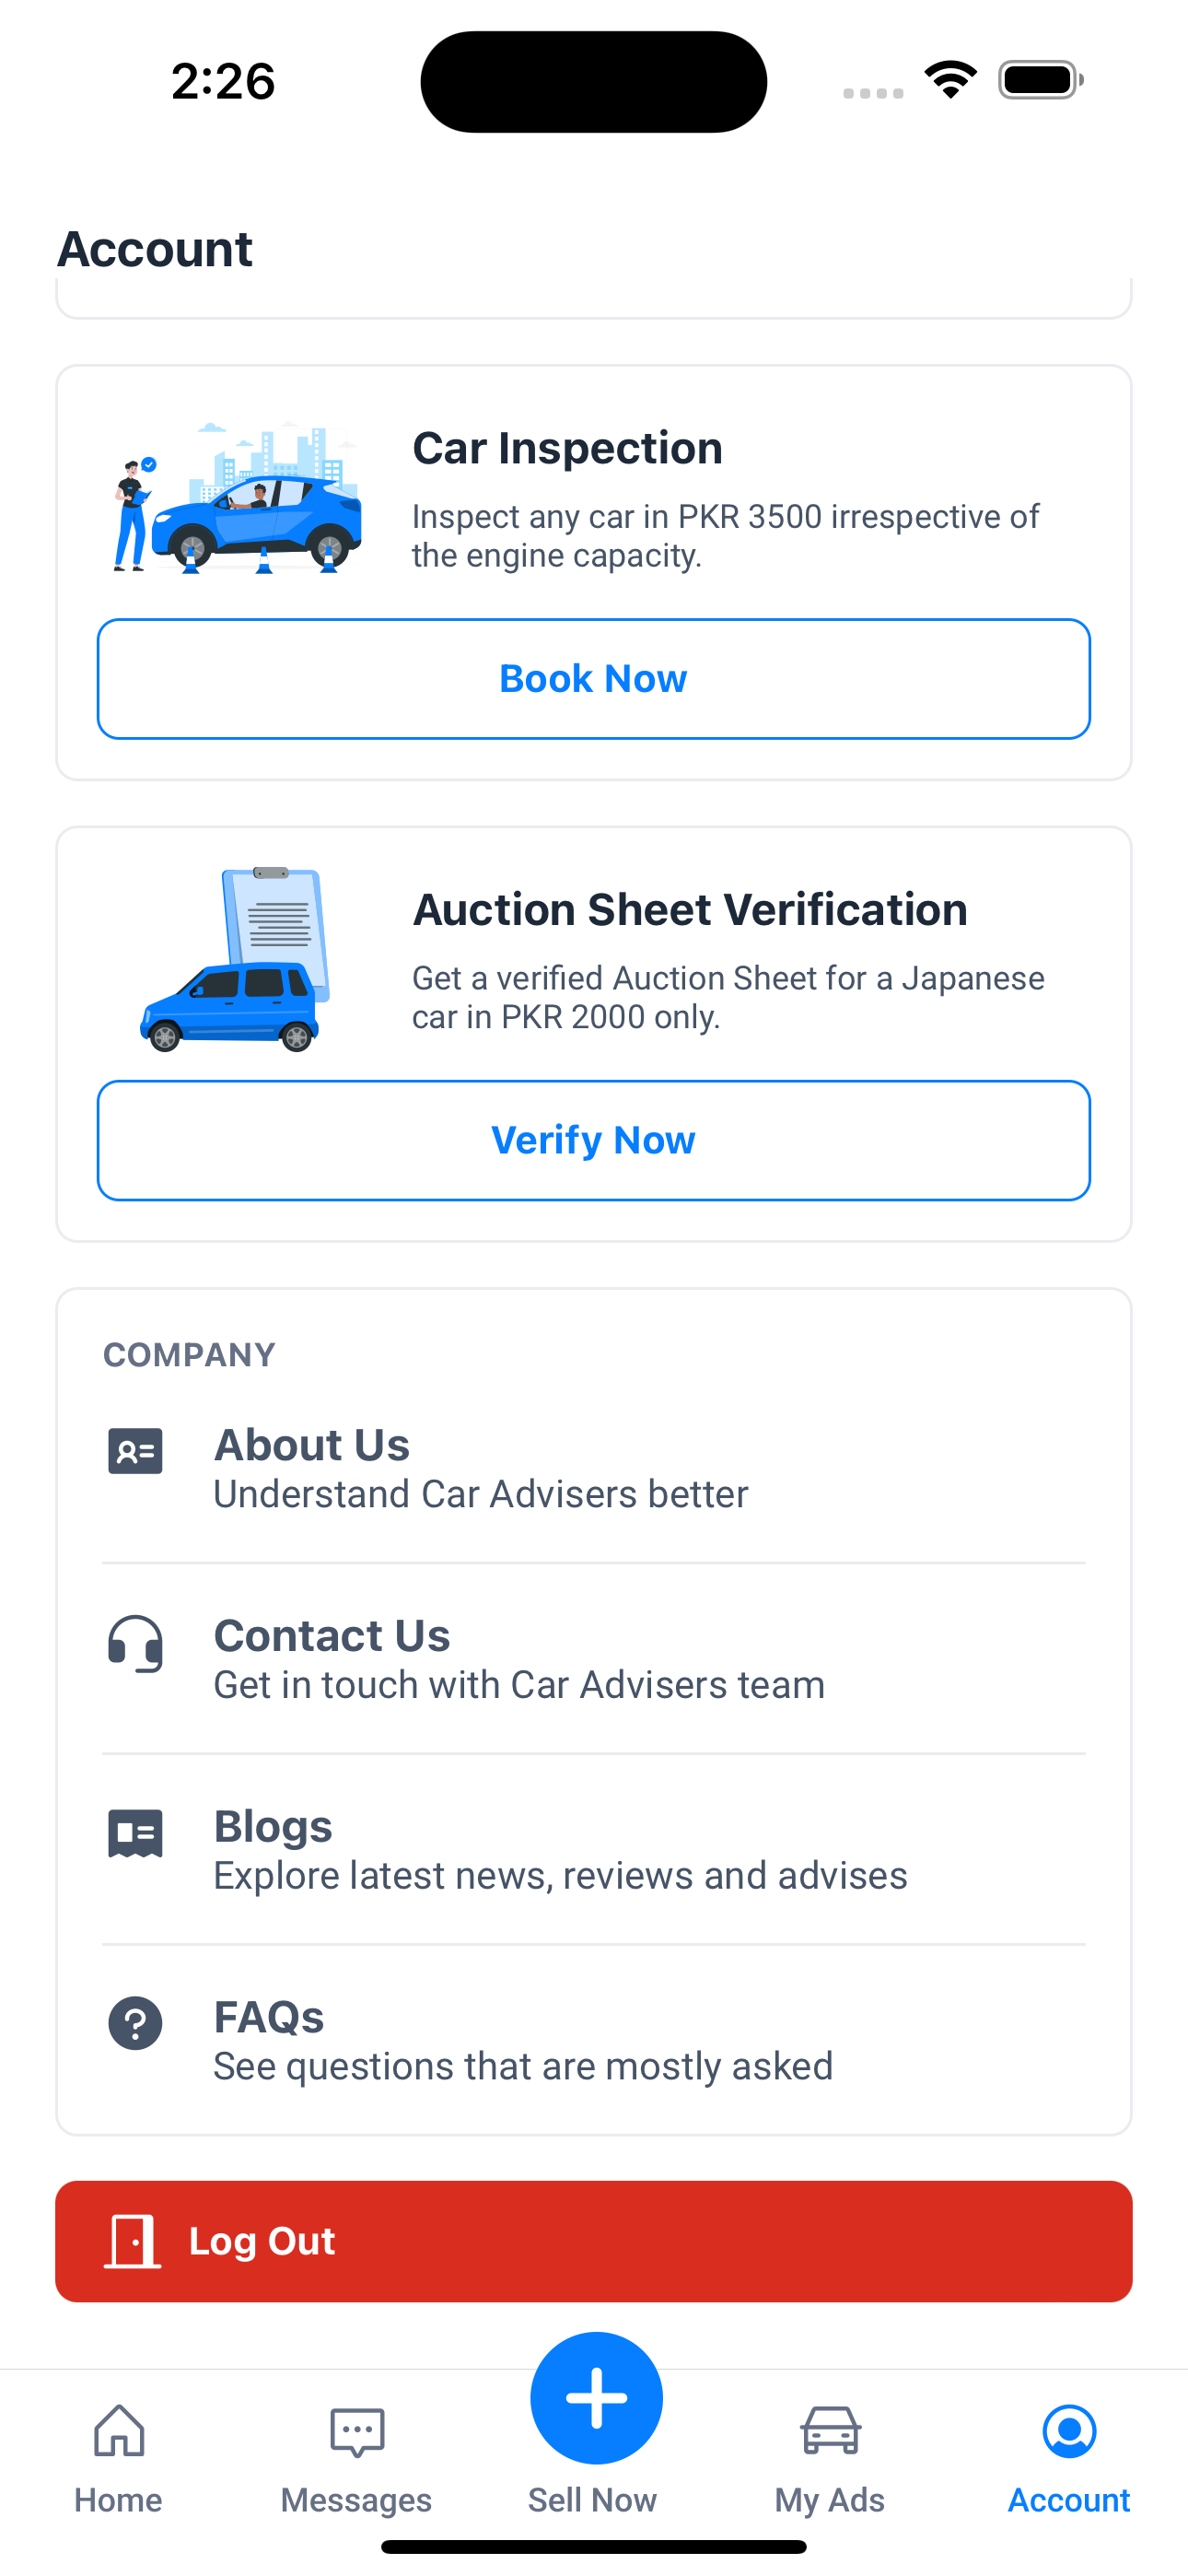 2:26
Account
Car Inspection
Inspect any car in PKR 3500 irrespective of
the engine capacity.
Book Now
Auction Sheet Verification
Get a verified Auction Sheet for a Japanese
car in PKR 2000 only.
Verify Now
COMPANY
About Us
Understand Car Advisers better
Contact Us
Get in touch with Car Advisers team
Blogs
Explore latest news, reviews and advises
FAQs
See questions that are mostly asked
Log Out
Home
Messages
Sell Now
My Ads
Account